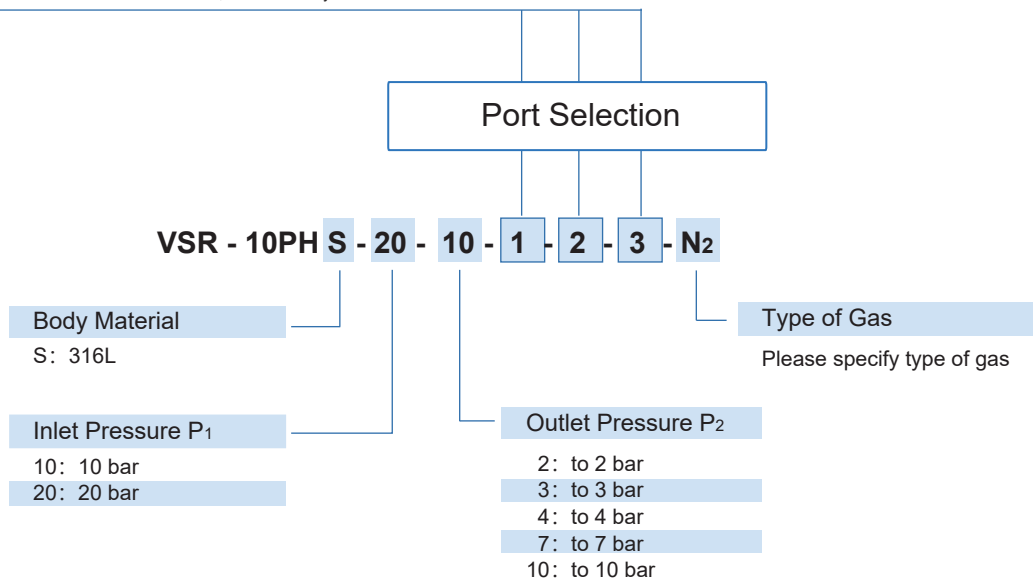 Port Selection
VSR - 10PH S - 20 - 10 - 1 - 2 - 3 - N2
Body Material
S: 316L
Type of Gas
Please specify type of gas
Inlet Pressure P1
10: 10 bar
20: 20 bar
Outlet Pressure P2
2: to 2 bar
3: to 3 bar
4: to 4 bar
7: to 7 bar
10: to 10 bar